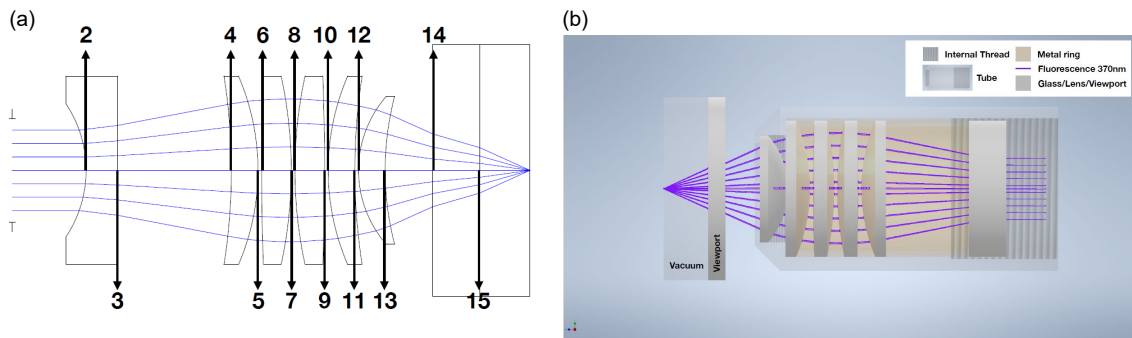 (a)
2
4
6
8
10
12
14
3
5
7
9
11
13
15
(b)
Internal Thread
Metal ring
Tube
Fluorescence 370nm
Glass/Lens/Viewport
Vacuum
Viewport